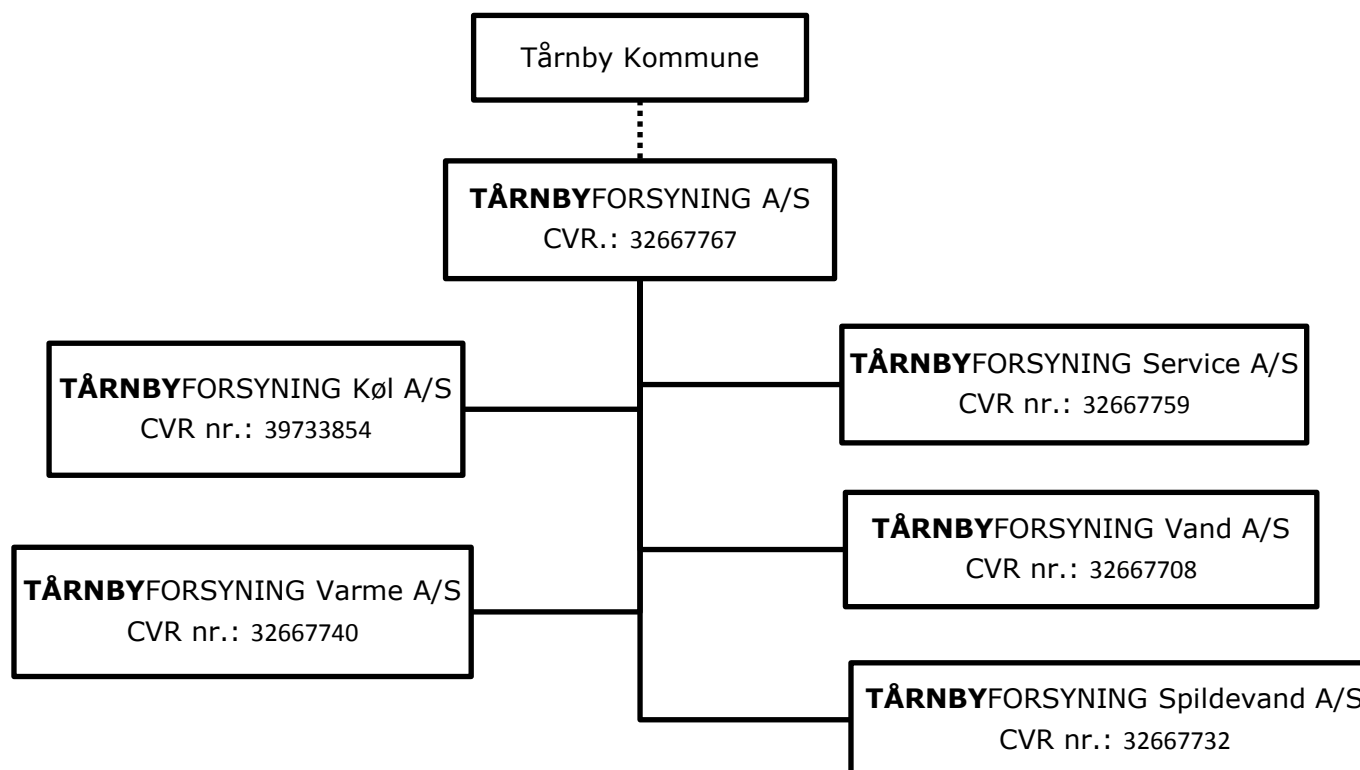 Tårnby Kommune
TÅRNBYFORSYNING A/S
CVR.: 32667767
TÅRNBYFORSYNING Køl A/S
CVR nr.: 39733854
TÅRNBYFORSYNING Service A/S
CVR nr.: 32667759
TÅRNBYFORSYNING Vand A/S
CVR nr.: 32667708
TÅRNBYFORSYNING Varme A/S
CVR nr.: 32667740
TÅRNBYFORSYNING Spildevand A/S
CVR nr.: 32667732